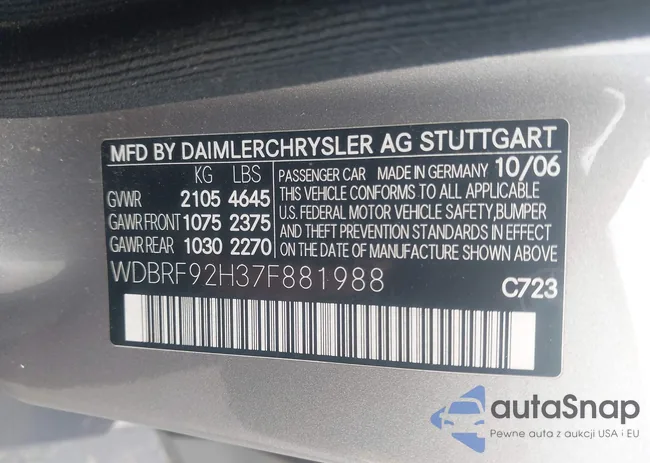 MFD BY DAIMLERCHRYSLER AG STUTTGART
KG LBS
GVWR 2105 4645
GAWR FRONT 1075 2375
GAWR REAR 1030 2270
PASSENGER CAR MADE IN GERMANY 10/06
THIS VEHICLE CONFORMS TO ALL APPLICABLE
U.S. FEDERAL MOTOR VEHICLE SAFETY, BUMPER
AND THEFT PREVENTION STANDARDS IN EFFECT
ON THE DATE OF MANUFACTURE SHOWN ABOVE
WDBRF92H37F881988
C723
autaSnap
Pewne auta z aukcji USA i EU